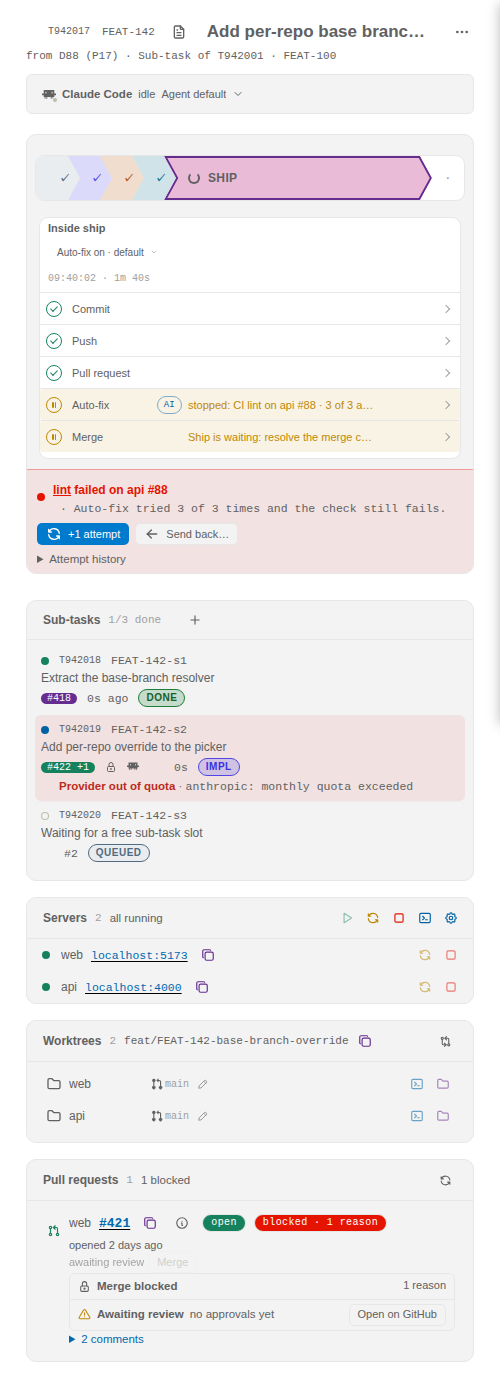 T942017 FEAT-142 Add per-repo base branc…
from D88 (P17) · Sub-task of T942001 · FEAT-100
Claude Code idle Agent default
SHIP
Inside ship
Auto-fix on · default
09:40:02 · 1m 40s
Commit
Push
Pull request
Auto-fix AI stopped: CI lint on api #88 · 3 of 3 a…
Merge Ship is waiting: resolve the merge c…
lint failed on api #88
· Auto-fix tried 3 of 3 times and the check still fails.
+1 attempt Send back…
Attempt history
Sub-tasks 1/3 done
T942018 FEAT-142-s1
Extract the base-branch resolver
#418 0s ago DONE
T942019 FEAT-142-s2
Add per-repo override to the picker
#422 +1 0s IMPL
Provider out of quota · anthropic: monthly quota exceeded
T942020 FEAT-142-s3
Waiting for a free sub-task slot
#2 QUEUED
Servers 2 all running
web localhost:5173
api localhost:4000
Worktrees 2 feat/FEAT-142-base-branch-override
web main
api main
Pull requests 1 1 blocked
web #421 open blocked · 1 reason
opened 2 days ago
awaiting review Merge
Merge blocked 1 reason
Awaiting review no approvals yet Open on GitHub
2 comments